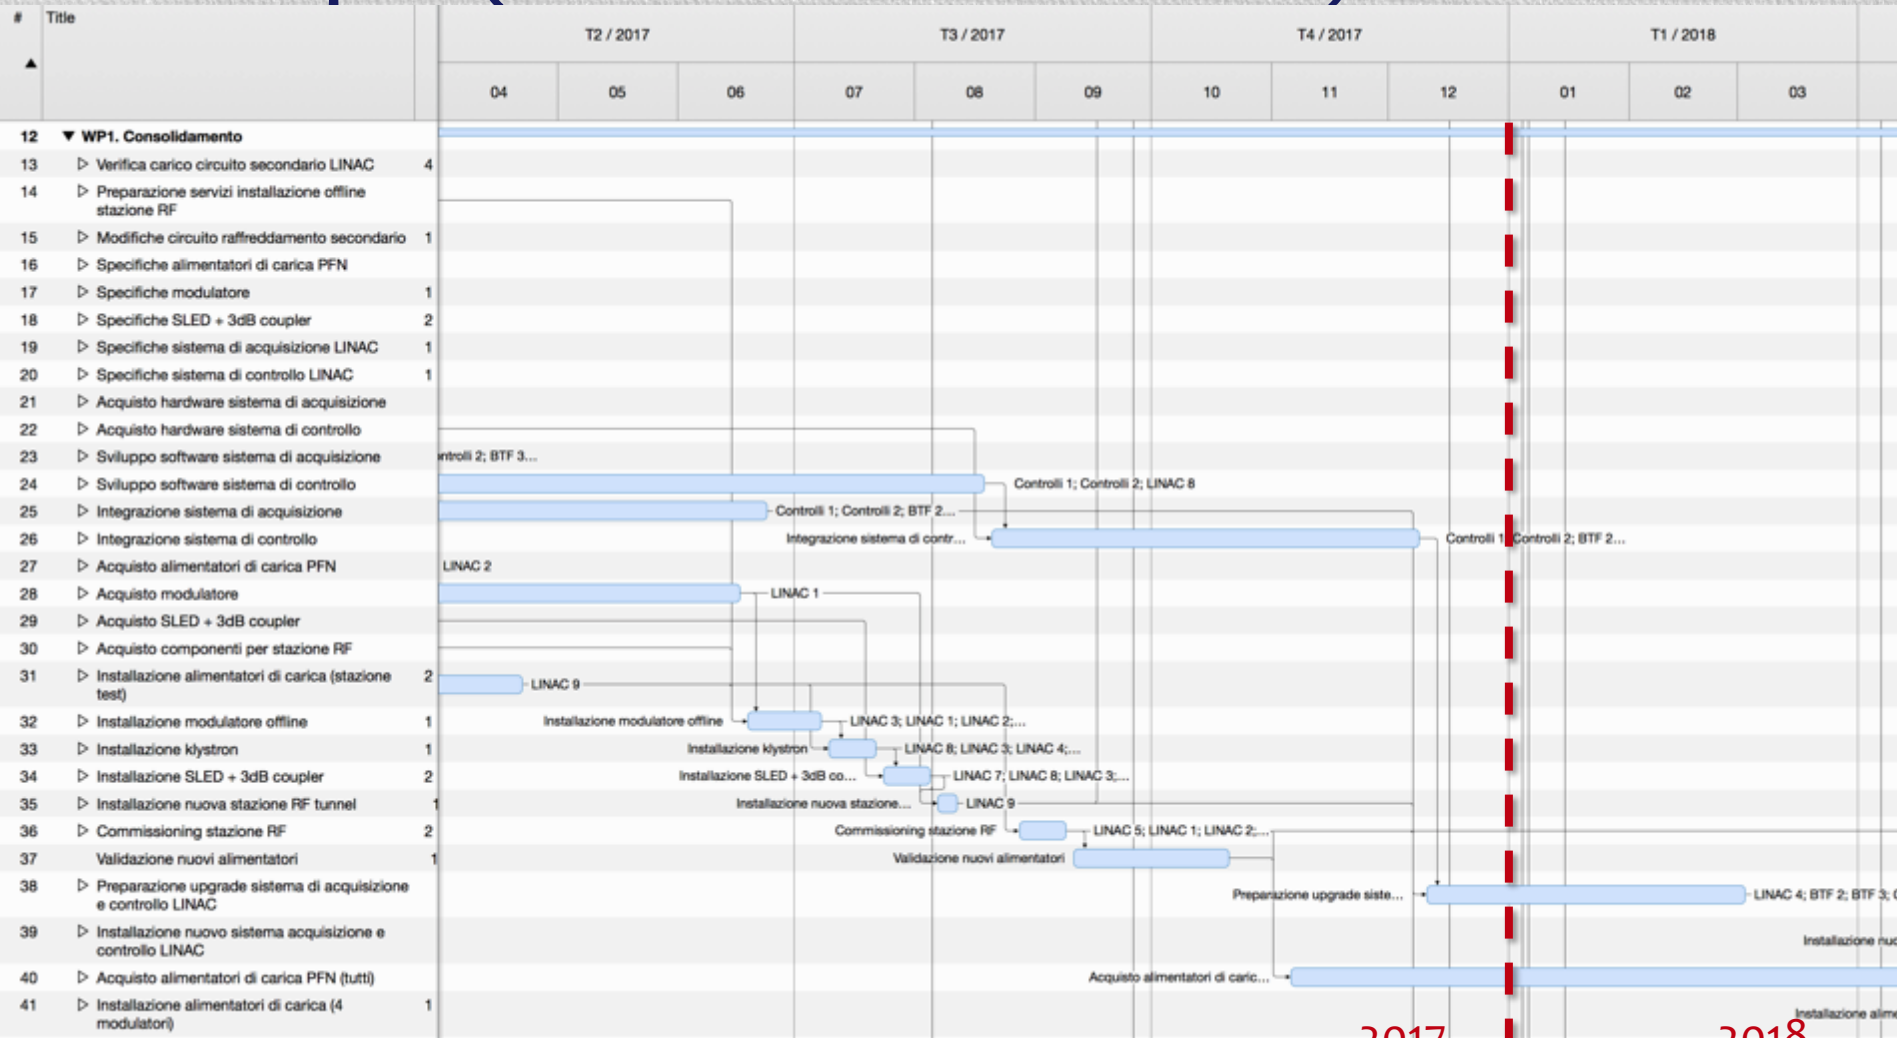 # Title
T2 / 2017 T3 / 2017 T4 / 2017 T1 / 2018
04 05 06 07 08 09 10 11 12 01 02 03
12 WP1. Consolidamento
13 Verifica carico circuito secondario LINAC 4
14 Preparazione servizi installazione offline
stazione RF
15 Modifiche circuito raffreddamento secondario 1
16 Specifiche alimentatori di carica PFN
17 Specifiche modulatore 1
18 Specifiche SLED + 3dB coupler 2
19 Specifiche sistema di acquisizione LINAC 1
20 Specifiche sistema di controllo LINAC 1
21 Acquisto hardware sistema di acquisizione
22 Acquisto hardware sistema di controllo
23 Sviluppo software sistema di acquisizione ntrolli 2; BTF 3...
24 Sviluppo software sistema di controllo Controlli 1; Controlli 2; LINAC 8
25 Integrazione sistema di acquisizione Controlli 1; Controlli 2; BTF 2...
26 Integrazione sistema di controllo Integrazione sistema di contr... Controlli 1; Controlli 2; BTF 2...
27 Acquisto alimentatori di carica PFN LINAC 2
28 Acquisto modulatore LINAC 1
29 Acquisto SLED + 3dB coupler
30 Acquisto componenti per stazione RF
31 Installazione alimentatori di carica (stazione 2 LINAC 9
test)
32 Installazione modulatore offline 1 Installazione modulatore offline LINAC 3; LINAC 1; LINAC 2;...
33 Installazione klystron 1 Installazione klystron LINAC 8; LINAC 3; LINAC 4;...
34 Installazione SLED + 3dB coupler 2 Installazione SLED + 3dB co... LINAC 7; LINAC 8; LINAC 3;...
35 Installazione nuova stazione RF tunnel 1 Installazione nuova stazione... LINAC 9
36 Commissioning stazione RF 2 Commissioning stazione RF LINAC 5; LINAC 1; LINAC 2;...
37 Validazione nuovi alimentatori 1 Validazione nuovi alimentatori
38 Preparazione upgrade sistema di acquisizione Preparazione upgrade siste... LINAC 4; BTF 2; BTF 3;
e controllo LINAC
39 Installazione nuovo sistema acquisizione e Installazione nuo
controllo LINAC
40 Acquisto alimentatori di carica PFN (tutti) Acquisto alimentatori di caric...
41 Installazione alimentatori di carica (4 1 Installazione alime
modulatori)
2017 2018